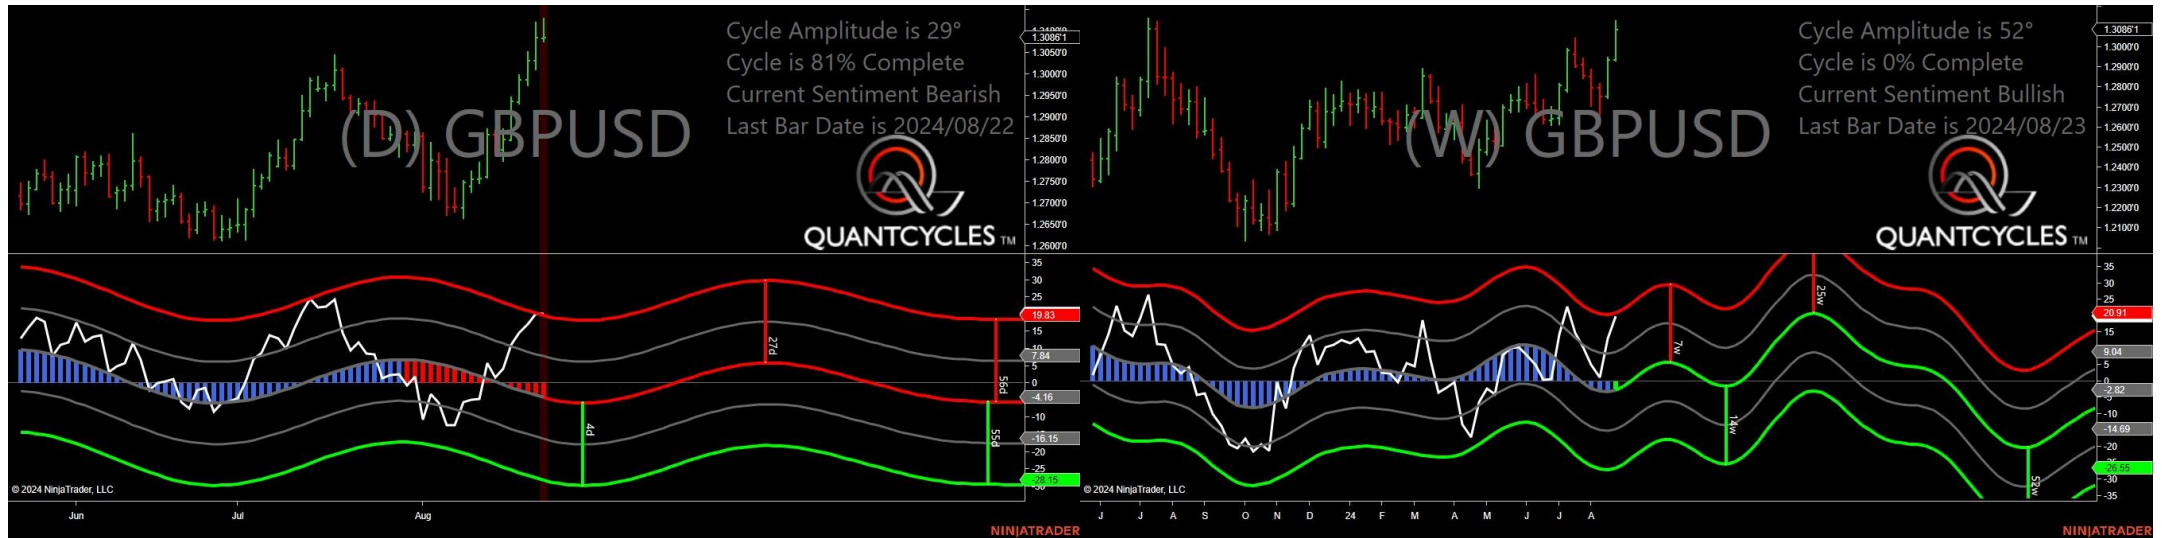 Cycle Amplitude is 29°
Cycle is 81% Complete
Current Sentiment Bearish
Last Bar Date is 2024/08/22
(D) GBPUSD
QUANTCYCLES TM
1.3086'1
1.3050'0
1.3000'0
1.2950'0
1.2900'0
1.2850'0
1.2800'0
1.2750'0
1.2700'0
1.2650'0
1.2600'0
35
30
25
19.83
15
7.84
5
0
-4.16
-10
-16.15
-20
-25
-28.15
27d
56d
4d
55d
© 2024 NinjaTrader, LLC
Jun
Jul
Aug
NINJATRADER
Cycle Amplitude is 52°
Cycle is 0% Complete
Current Sentiment Bullish
Last Bar Date is 2024/08/23
(W) GBPUSD
QUANTCYCLES TM
1.3086'1
1.3000'0
1.2900'0
1.2800'0
1.2700'0
1.2600'0
1.2500'0
1.2400'0
1.2300'0
1.2200'0
1.2100'0
35
30
25
20.91
15
9.04
5
0
-2.82
-10
-14.69
-20
-26.55
-30
-35
25w
7w
14w
52w
© 2024 NinjaTrader, LLC
J J A S O N D 24 F M A M J J A
NINJATRADER